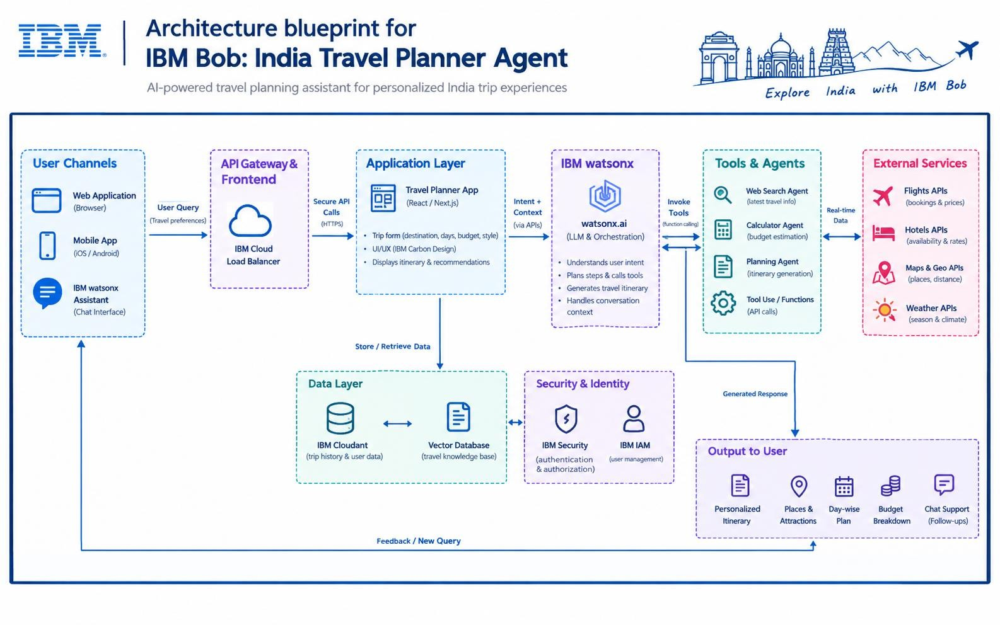 IBM®
Architecture blueprint for
IBM Bob: India Travel Planner Agent
AI-powered travel planning assistant for personalized India trip experiences
Explore India with IBM Bob
User Channels
Web Application
(Browser)
Mobile App
(iOS / Android)
IBM watsonx
Assistant
(Chat Interface)
User Query
(Travel preferences)
API Gateway &
Frontend
IBM Cloud
Load Balancer
Secure API
Calls
(HTTPS)
Application Layer
Travel Planner App
(React / Next.js)
• Trip form (destination, days, budget, style)
• UI/UX (IBM Carbon Design)
• Displays itinerary & recommendations
Intent +
Context
(via APIs)
IBM watsonx
watsonx.ai
(LLM & Orchestration)
• Understands user intent
• Plans steps & calls tools
• Generates travel itinerary
• Handles conversation
context
Invoke
Tools
(function calling)
Tools & Agents
Web Search Agent
(latest travel info)
Calculator Agent
(budget estimation)
Planning Agent
(itinerary generation)
Tool Use / Functions
(API calls)
Real-time
Data
External Services
Flights APIs
(bookings & prices)
Hotels APIs
(availability & rates)
Maps & Geo APIs
(places, distance)
Weather APIs
(season & climate)
Store / Retrieve Data
Data Layer
IBM Cloudant
(trip history & user data)
Vector Database
(travel knowledge base)
Security & Identity
IBM Security
(authentication
& authorization)
IBM IAM
(user management)
Generated Response
Output to User
Personalized
Itinerary
Places &
Attractions
Day-wise
Plan
Budget
Breakdown
Chat Support
(Follow-ups)
Feedback / New Query